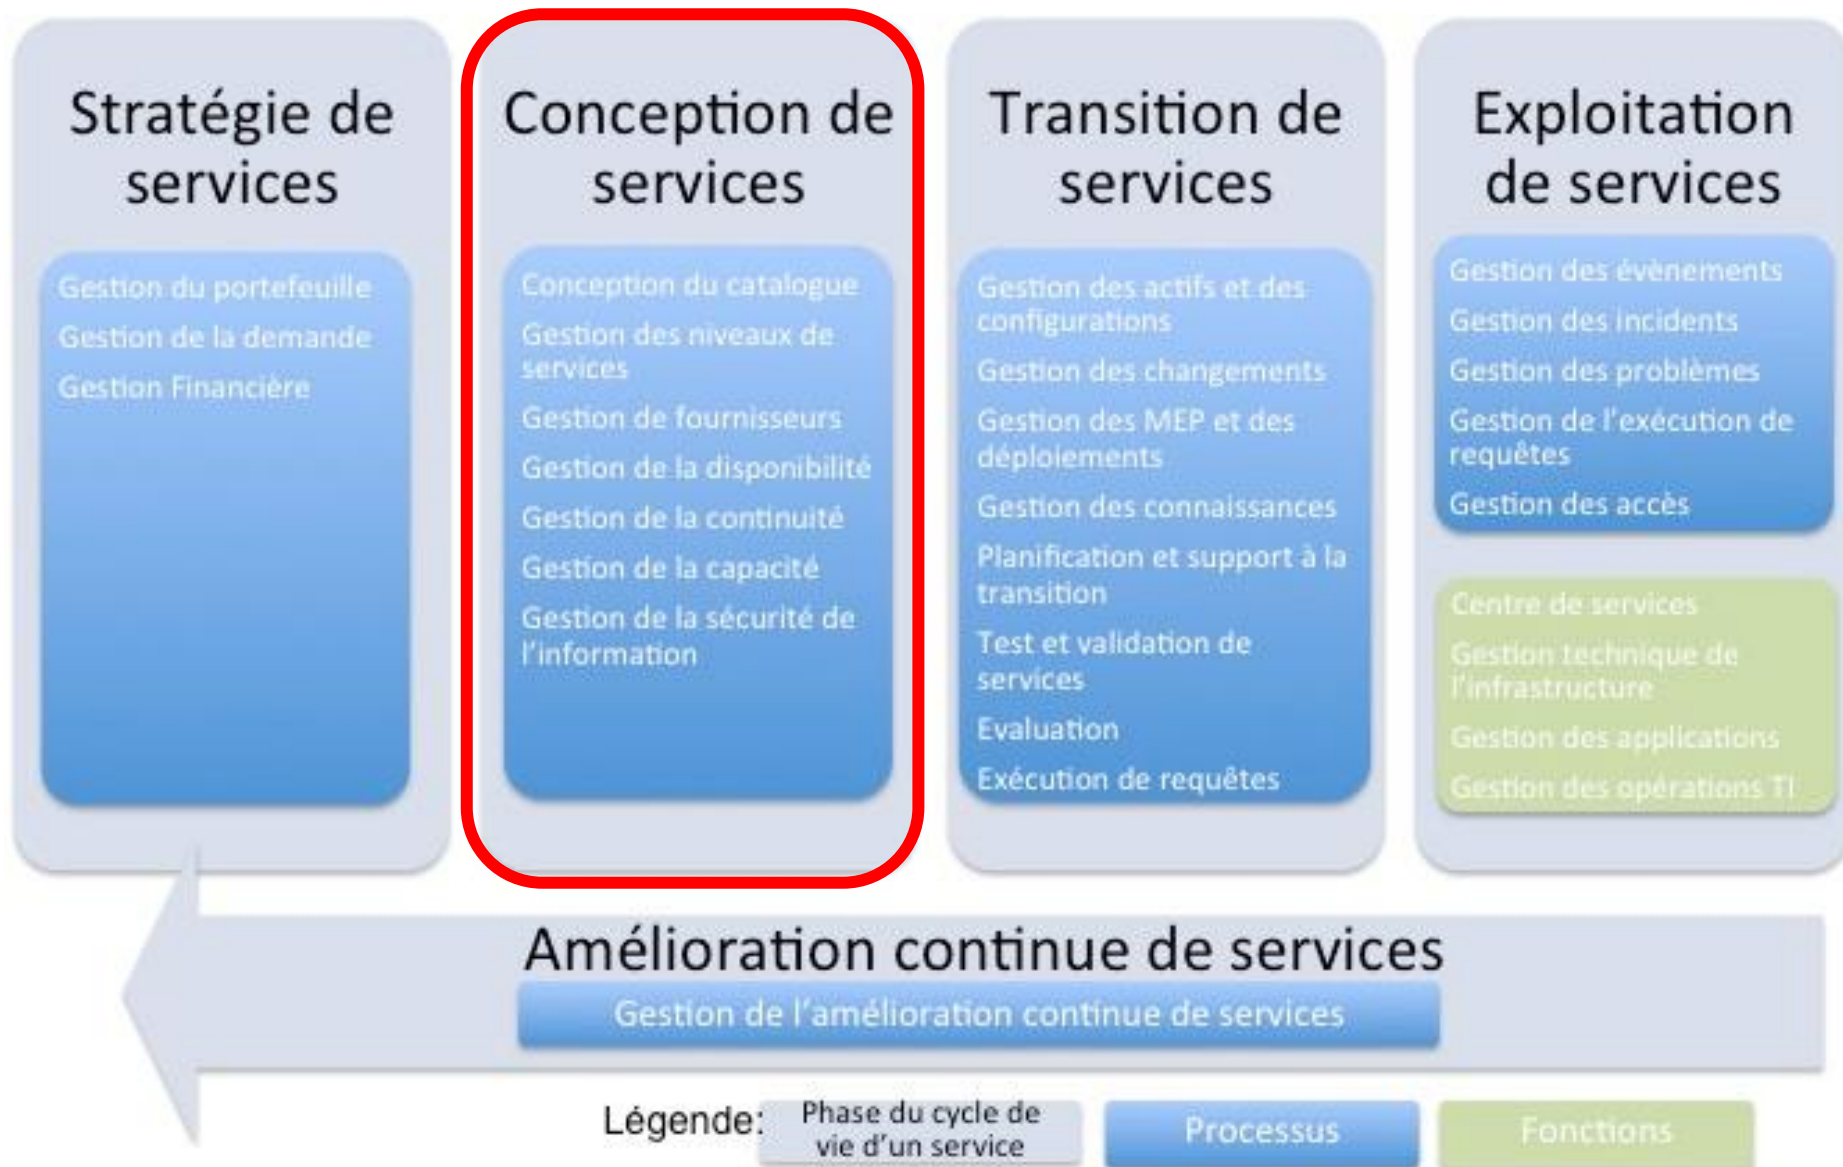 Stratégie de
services
Gestion du portefeuille
Gestion de la demande
Gestion Financière
Conception de
services
Conception du catalogue
Gestion des niveaux de
services
Gestion de fournisseurs
Gestion de la disponibilité
Gestion de la continuité
Gestion de la capacité
Gestion de la sécurité de
l'information
Transition de
services
Gestion des actifs et des
configurations
Gestion des changements
Gestion des MEP et des
déploiements
Gestion des connaissances
Planification et support à la
transition
Test et validation de
services
Evaluation
Exécution de requêtes
Exploitation
de services
Gestion des évènements
Gestion des incidents
Gestion des problèmes
Gestion de l'exécution de
requêtes
Gestion des accès
Centre de services
Gestion technique de
l'infrastructure
Gestion des applications
Gestion des opérations TI
Amélioration continue de services
Gestion de l'amélioration continue de services
Légende:
Phase du cycle de
vie d'un service
Processus
Fonctions